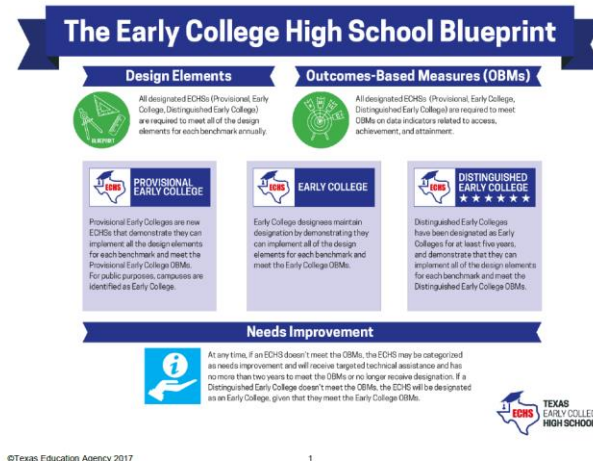 The Early College High School Blueprint
Design Elements
All designated ECHSs (Provisional, Early
College, Distinguished Early College)
are required to meet all of the design
elements for each benchmark annually.
BLUEPRINT
Outcomes-Based Measures (OBMs)
All designated ECHSs (Provisional, Early College,
Distinguished Early College) are required to meet
OBMs on data indicators related to access,
achievement, and attainment.
ECHS
PROVISIONAL
EARLY COLLEGE
Provisional Early Colleges are new
ECHSs that demonstrate they can
implement all the design elements
for each benchmark and meet the
Provisional Early College OBMs.
For public purposes, campuses are
identified as Early College.
ECHS
EARLY COLLEGE
Early College designees maintain
designation by demonstrating they
can implement all of the design
elements for each benchmark and
meet the Early College OBMs.
ECHS
DISTINGUISHED
EARLY COLLEGE
Distinguished Early Colleges
have been designated as Early
Colleges for at least five years,
and demonstrate that they can
implement all of the design elements
for each benchmark and meet the
Distinguished Early College OBMs.
Needs Improvement
At any time, if an ECHS doesn't meet the OBMs, the ECHS may be categorized
as needs improvement and will receive targeted technical assistance and has
no more than two years to meet the OBMs or no longer receive designation. If a
Distinguished Early College doesn't meet the OBMs, the ECHS will be designated
as an Early College, given that they meet the Early College OBMs.
ECHS
TEXAS
EARLY COLLEGE
HIGH SCHOOL
©Texas Education Agency 2017
1